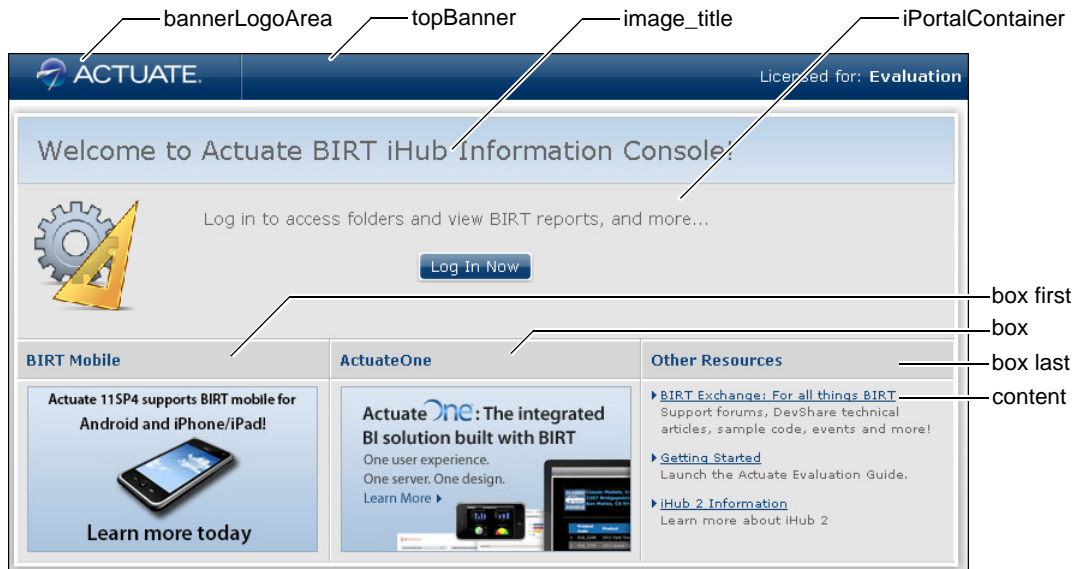 bannerLogoArea
topBanner
image_title
iPortalContainer
ACTUATE.
Licensed for: Evaluation
Welcome to Actuate BIRT iHub Information Console!
Log in to access folders and view BIRT reports, and more...
Log In Now
box first
box
box last
content
BIRT Mobile
ActuateOne
Other Resources
Actuate 11SP4 supports BIRT mobile for
Android and iPhone/iPad!
Learn more today
Actuate One: The integrated
BI solution built with BIRT
One user experience.
One server. One design.
Learn More
BIRT Exchange: For all things BIRT
Support forums, DevShare technical
articles, sample code, events and more!
Getting Started
Launch the Actuate Evaluation Guide.
iHub 2 Information
Learn more about iHub 2